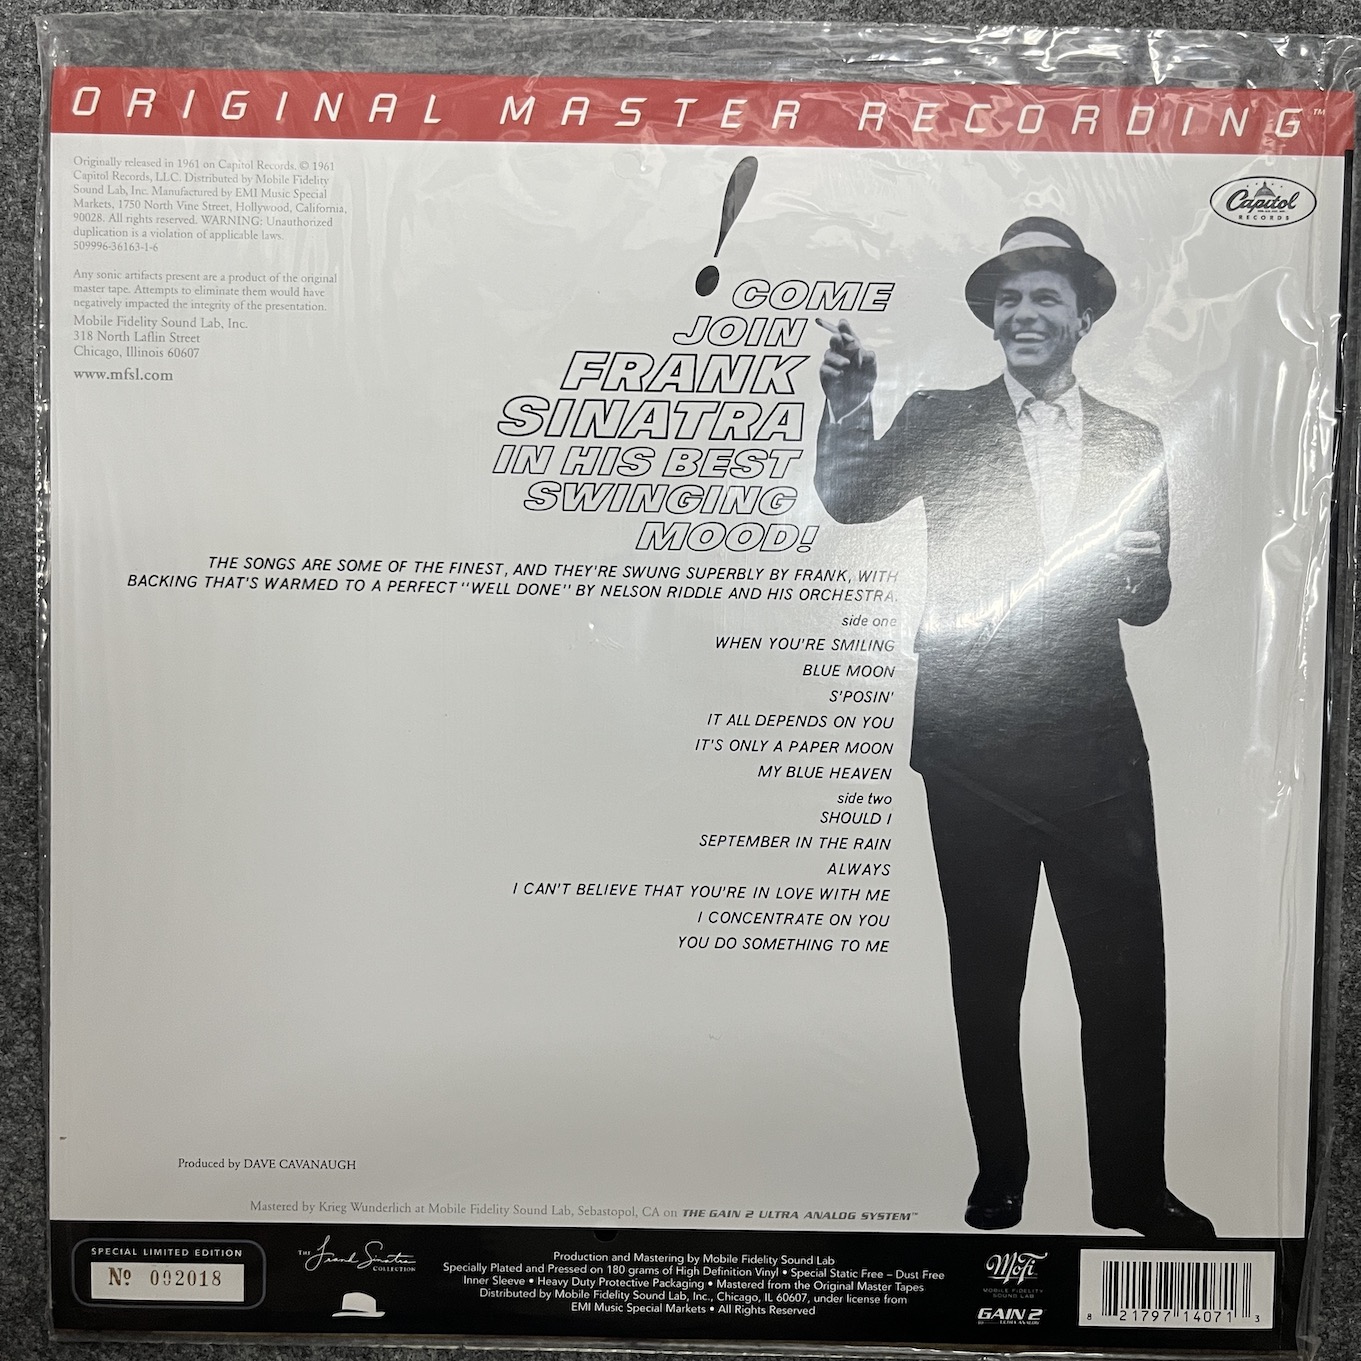 ORIGINAL MASTER RECORDING™
Originally released in 1961 on Capitol Records, © 1961
Capitol Records, LLC. Distributed by Mobile Fidelity
Sound Lab, Inc. Manufactured by EMI Music Special
Markets, 1750 North Vine Street, Hollywood, California,
90028. All rights reserved. WARNING: Unauthorized
duplication is a violation of applicable laws.
509996-36163-1-6
Any sonic artifacts present are a product of the original
master tape. Attempts to eliminate them would have
negatively impacted the integrity of the presentation.
Mobile Fidelity Sound Lab, Inc.
318 North Laflin Street
Chicago, Illinois 60607
www.mfsl.com
Capitol
RECORDS
!
COME
JOIN
FRANK
SINATRA
IN HIS BEST
SWINGING
MOOD!
THE SONGS ARE SOME OF THE FINEST, AND THEY'RE SWUNG SUPERBLY BY FRANK, WITH
BACKING THAT'S WARMED TO A PERFECT "WELL DONE" BY NELSON RIDDLE AND HIS ORCHESTRA.
side one
WHEN YOU'RE SMILING
BLUE MOON
S'POSIN'
IT ALL DEPENDS ON YOU
IT'S ONLY A PAPER MOON
MY BLUE HEAVEN
side two
SHOULD I
SEPTEMBER IN THE RAIN
ALWAYS
I CAN'T BELIEVE THAT YOU'RE IN LOVE WITH ME
I CONCENTRATE ON YOU
YOU DO SOMETHING TO ME
Produced by DAVE CAVANAUGH
Mastered by Krieg Wunderlich at Mobile Fidelity Sound Lab, Sebastopol, CA on THE GAIN 2 ULTRA ANALOG SYSTEM™
SPECIAL LIMITED EDITION
Nº 002018
THE Frank Sinatra
COLLECTION
Production and Mastering by Mobile Fidelity Sound Lab
Specially Plated and Pressed on 180 grams of High Definition Vinyl • Special Static Free – Dust Free
Inner Sleeve • Heavy Duty Protective Packaging • Mastered from the Original Master Tapes
Distributed by Mobile Fidelity Sound Lab, Inc., Chicago, IL 60607, under license from
EMI Music Special Markets • All Rights Reserved
MoFi
MOBILE FIDELITY
SOUND LAB
GAIN 2
ULTRA ANALOG
8 21797 14071 3